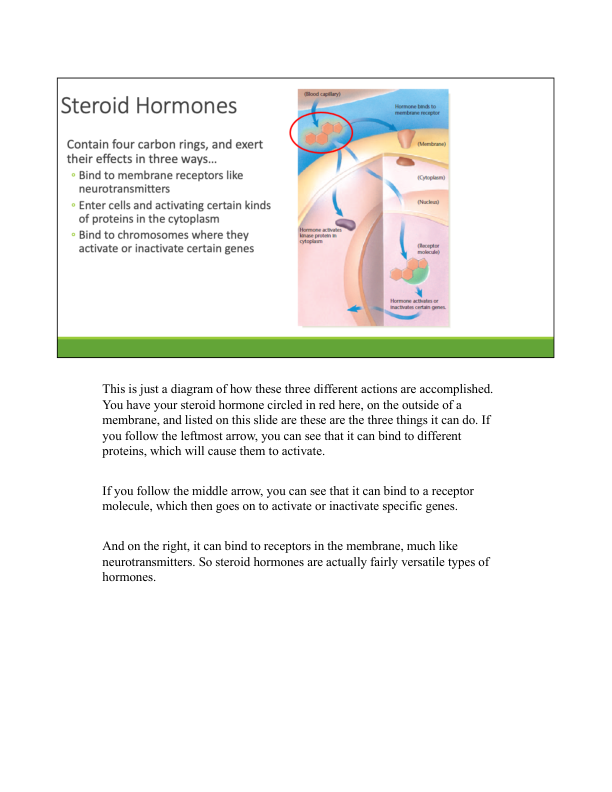 Steroid Hormones
Contain four carbon rings, and exert
their effects in three ways…
▫ Bind to membrane receptors like
neurotransmitters
▫ Enter cells and activating certain kinds
of proteins in the cytoplasm
▫ Bind to chromosomes where they
activate or inactivate certain genes
(Blood capillary)
Hormone binds to
membrane receptor
(Membrane)
(Cytoplasm)
(Nucleus)
Hormone activates
kinase protein in
cytoplasm
(Receptor
molecule)
Hormone activates or
inactivates certain genes.
This is just a diagram of how these three different actions are accomplished.
You have your steroid hormone circled in red here, on the outside of a
membrane, and listed on this slide are these are the three things it can do. If
you follow the leftmost arrow, you can see that it can bind to different
proteins, which will cause them to activate.
If you follow the middle arrow, you can see that it can bind to a receptor
molecule, which then goes on to activate or inactivate specific genes.
And on the right, it can bind to receptors in the membrane, much like
neurotransmitters. So steroid hormones are actually fairly versatile types of
hormones.